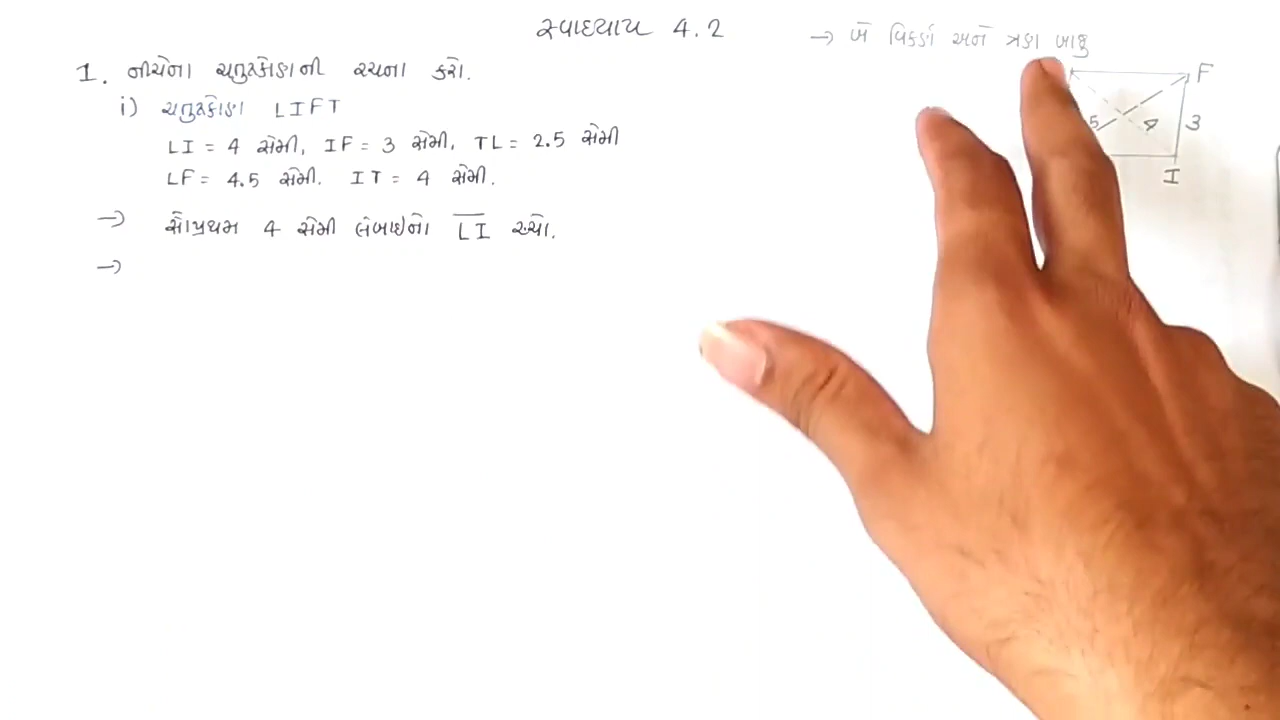 સ્વાધ્યાય 4.2
→ બે વિકર્ણો અને ત્રણ બાજુ
1. નીચેના ચતુષ્કોણની રચના કરો.
i) ચતુષ્કોણ LIFT
LI = 4 સેમી, IF = 3 સેમી, TL = 2.5 સેમી
LF = 4.5 સેમી. IT = 4 સેમી.
→ સૌપ્રથમ 4 સેમી લંબાઈનો L̅I̅ રચો.
→
F
5 4 3
I